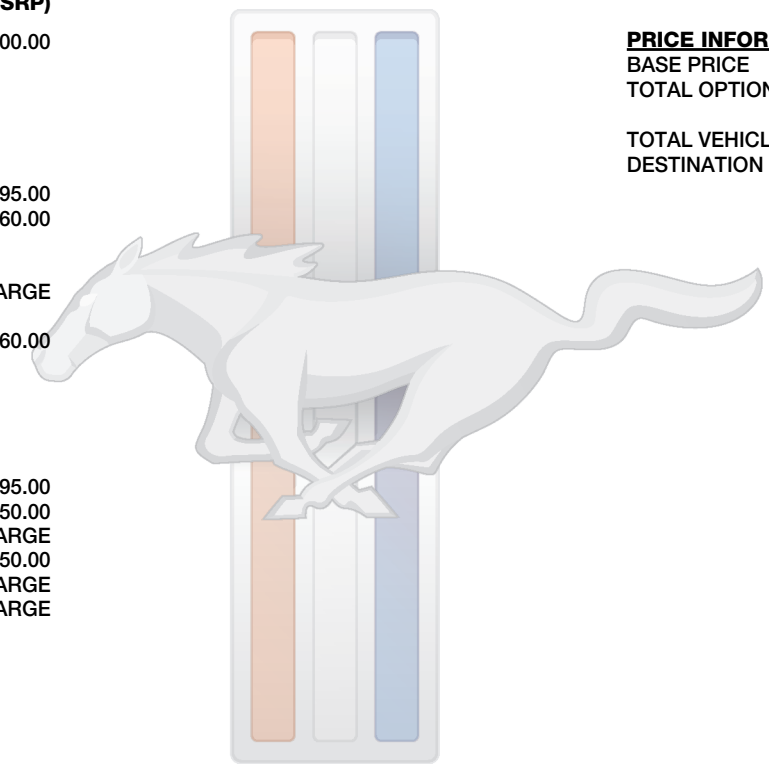 SRP)
00.00
95.00
60.00
ARGE
60.00
95.00
50.00
ARGE
50.00
ARGE
ARGE
PRICE INFOR
BASE PRICE
TOTAL OPTION
TOTAL VEHICL
DESTINATION